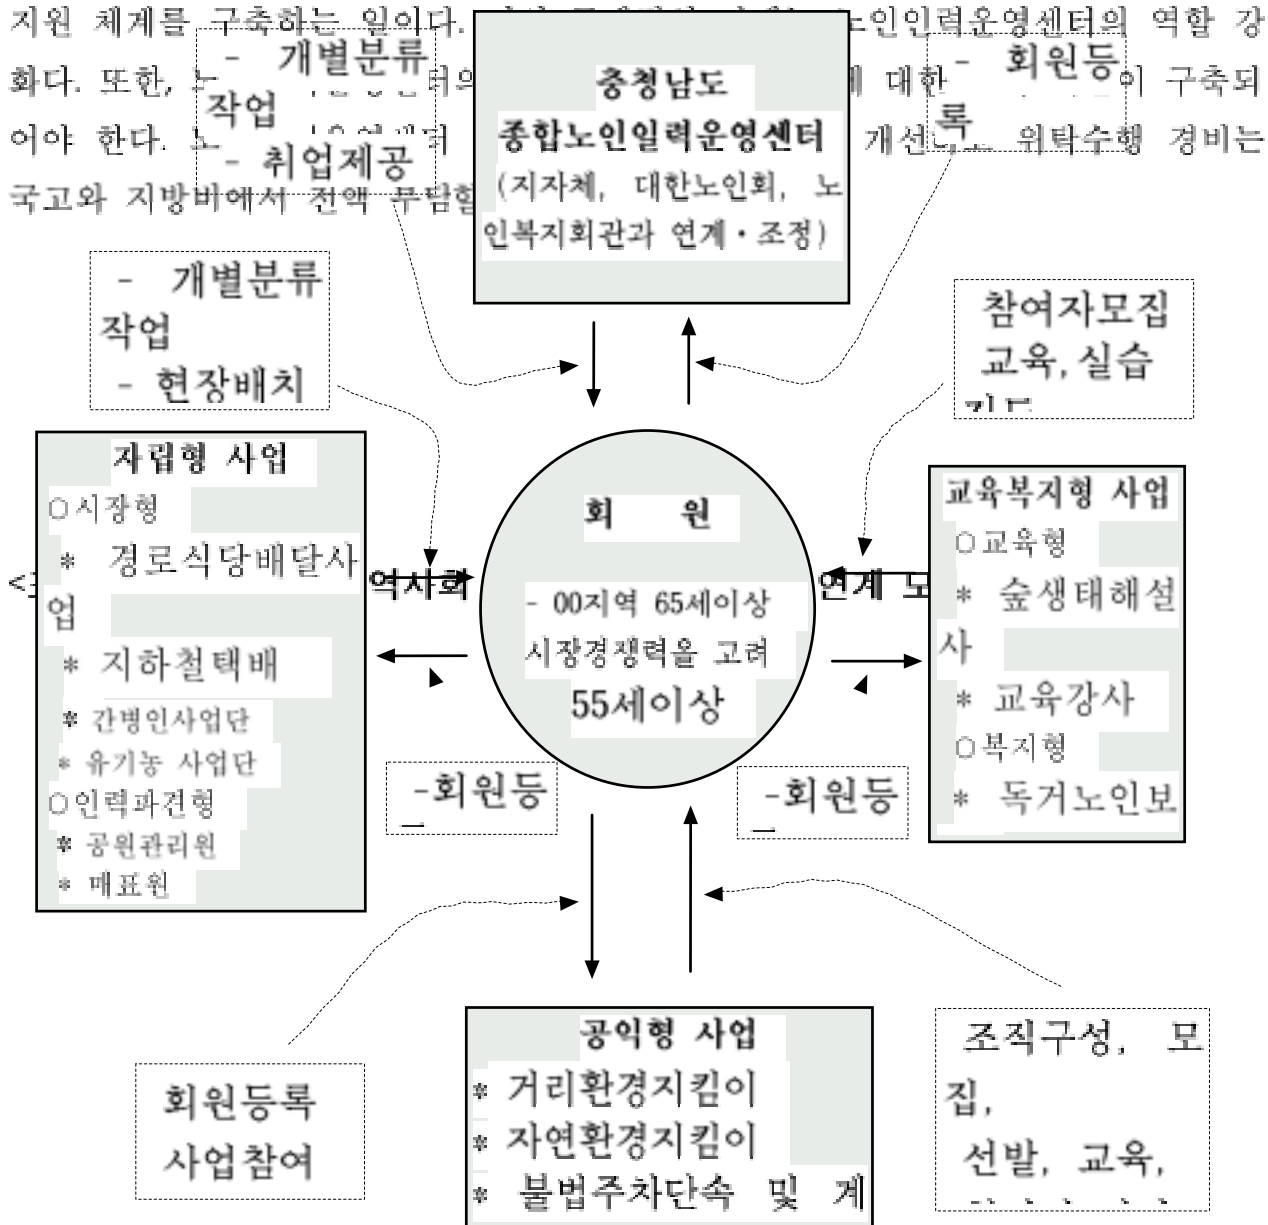 지원 체계를 구축하는 일이다.
노인인력운영센터의 역할 강
화다. 또한,
대한
이 구축되
어야 한다.
개선
위탁수행 경비는
국고와 지방비에서 전액 부담할
- 개별분류
작업
- 취업제공
충청남도
종합노인일력운영센터
(지자체, 대한노인회, 노
인복지회관과 연계·조정)
- 회원등
록
- 개별분류
작업
- 현장배치
참여자모집
교육, 실습
자립형 사업
○시장형
* 경로식당배달사
업
* 지하철택배
* 간병인사업단
* 유기농 사업단
○인력파견형
* 공원관리원
* 매표원
역사회
회 원
- 00지역 65세이상
시장경쟁력을 고려
55세이상
연계 도
교육복지형 사업
○교육형
* 숲생태해설
사
* 교육강사
○복지형
* 독거노인보
-회원등
-회원등
회원등록
사업참여
공익형 사업
* 거리환경지킴이
* 자연환경지킴이
* 불법주차단속 및 계
조직구성, 모
집,
선발, 교육,